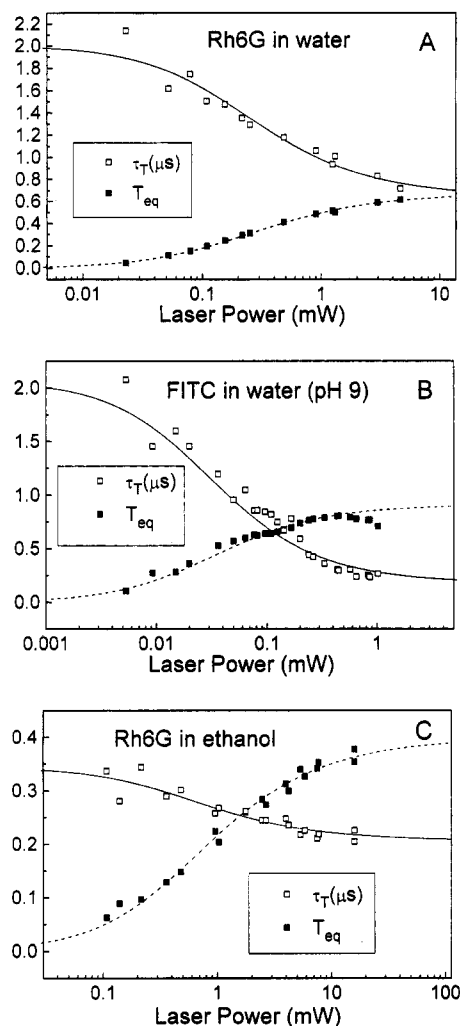 A
Rh6G in water
2.2
2.0
1.8
1.6
1.4
1.2
1.0
0.8
0.6
0.4
0.2
0.0
τT(μs)
Teq
0.01 0.1 1 10
Laser Power (mW)
B
FITC in water (pH 9)
2.0
1.5
1.0
0.5
0.0
τT(μs)
Teq
0.001 0.01 0.1 1
Laser Power (mW)
C
Rh6G in ethanol
0.4
0.3
0.2
0.1
0.0
τT(μs)
Teq
0.1 1 10 100
Laser Power (mW)